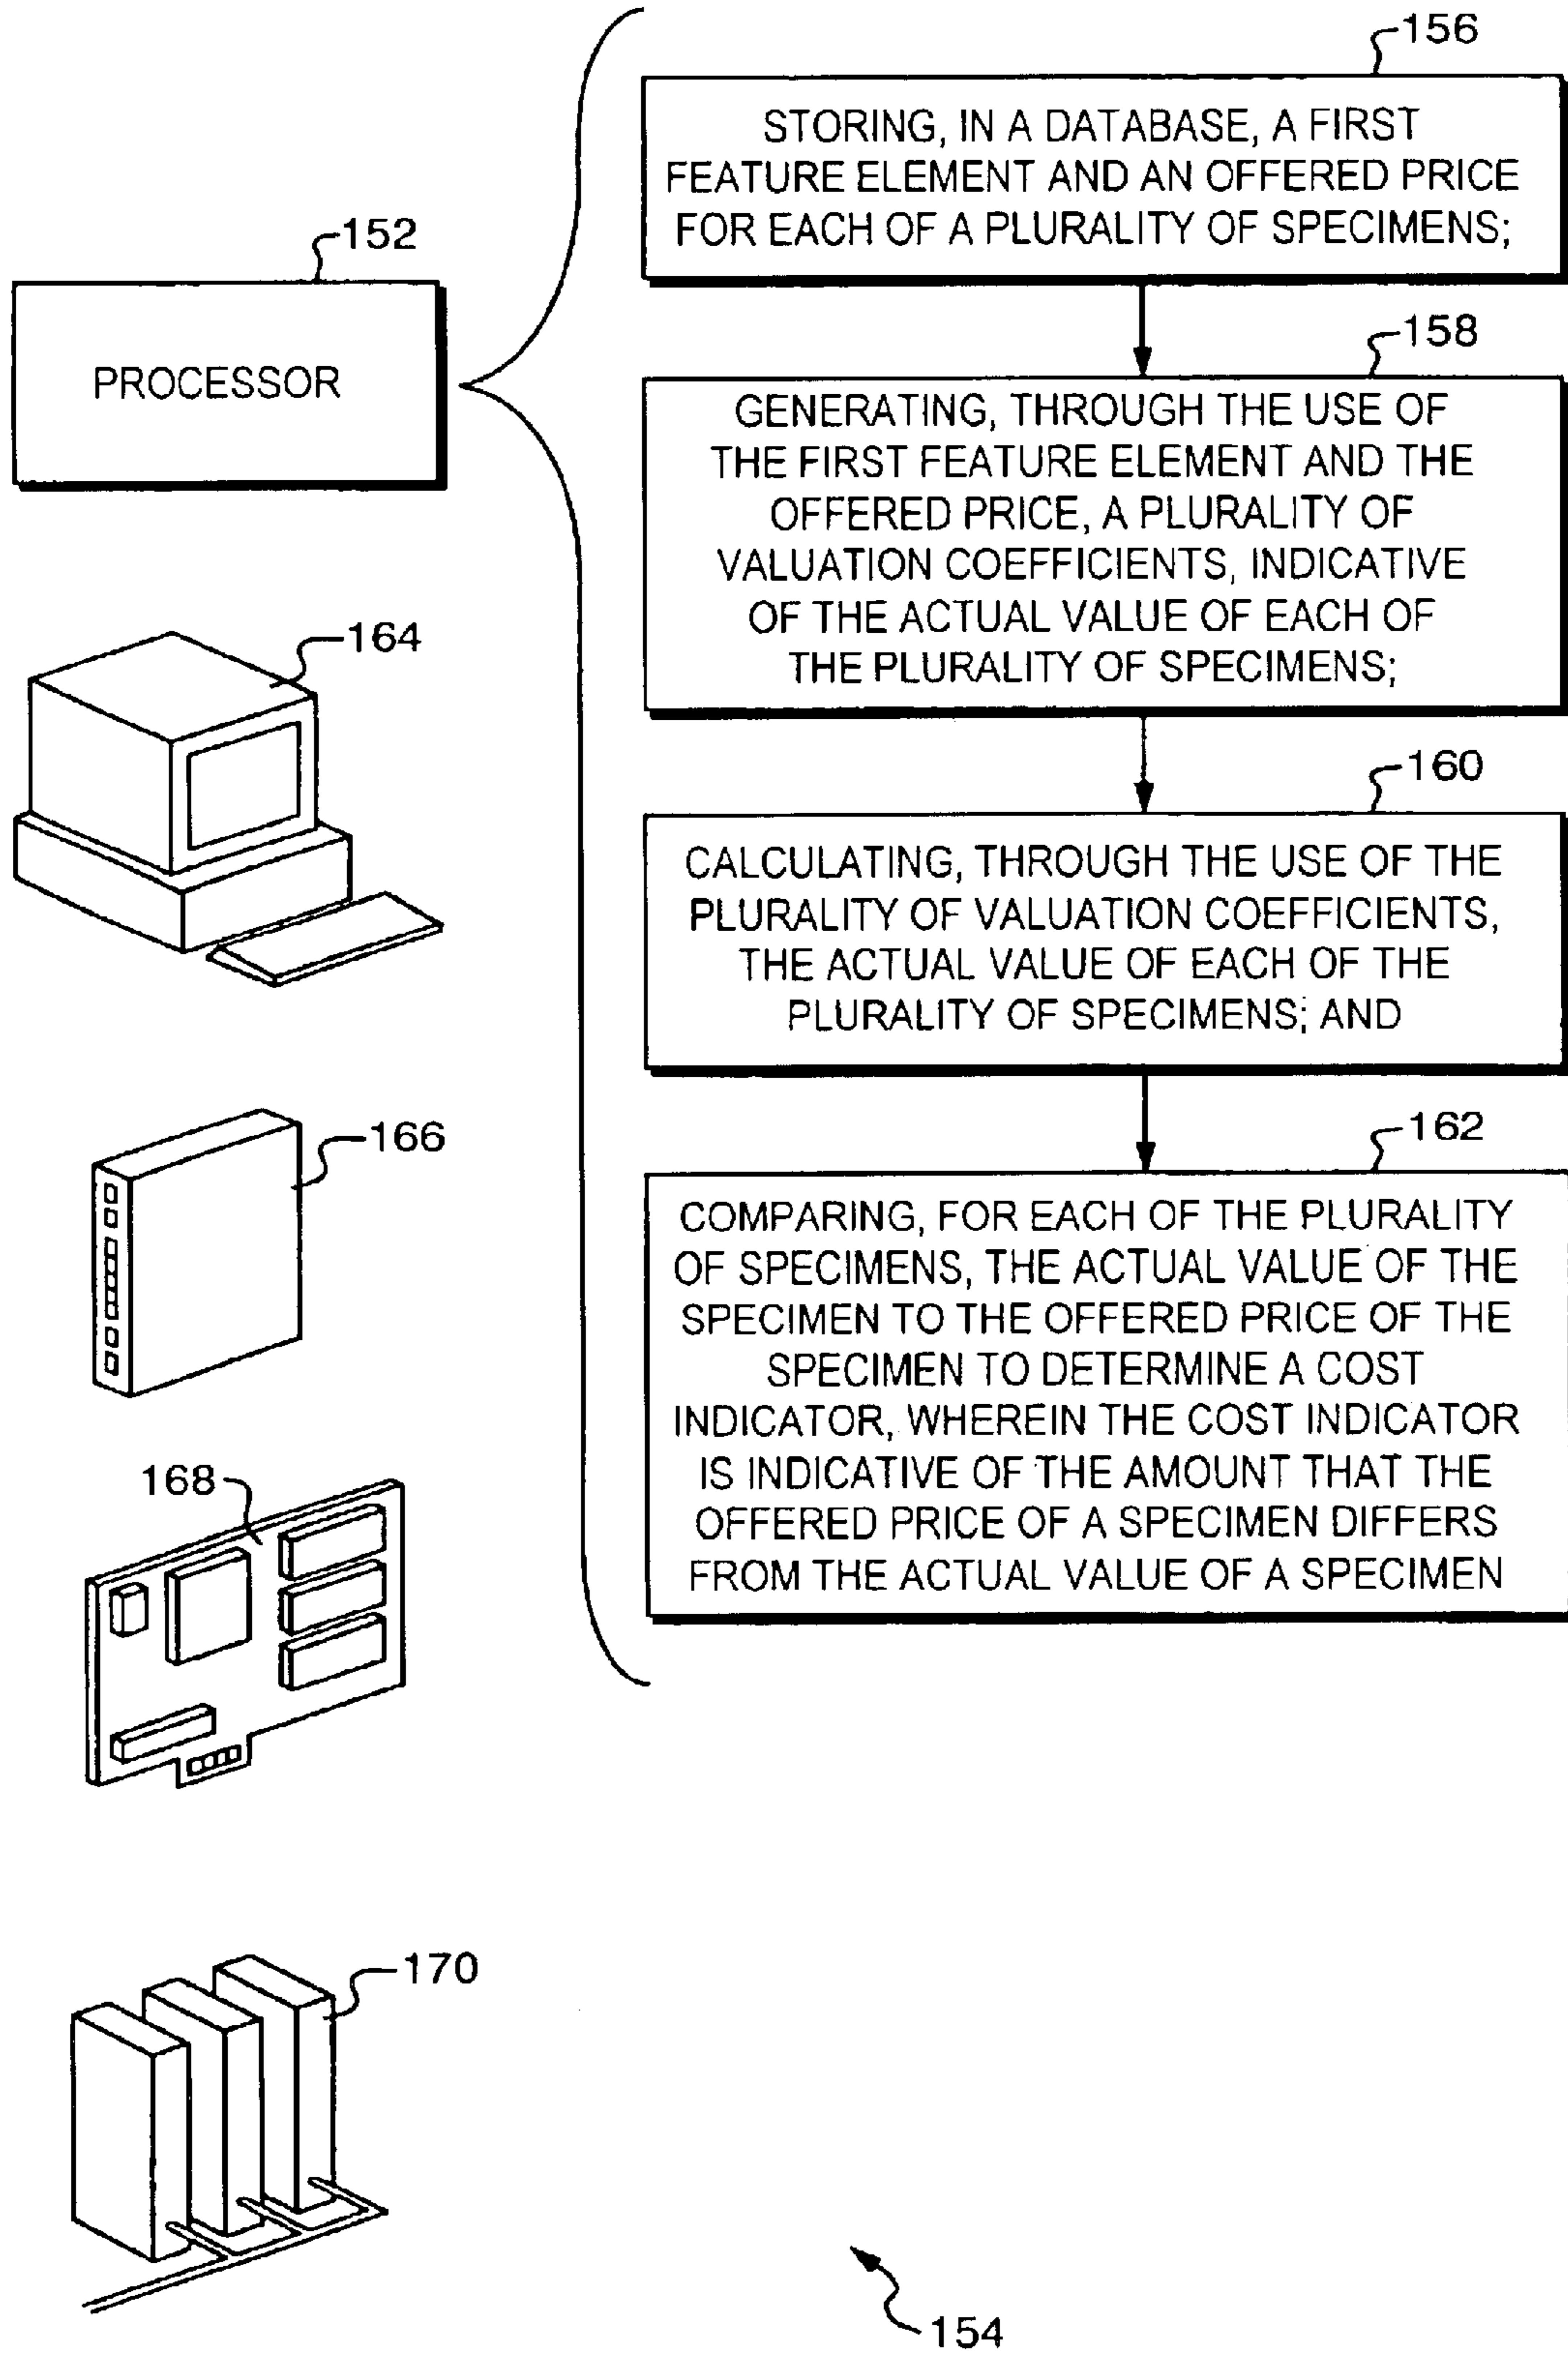 156
STORING, IN A DATABASE, A FIRST
FEATURE ELEMENT AND AN OFFERED PRICE
FOR EACH OF A PLURALITY OF SPECIMENS;
152
PROCESSOR
158
GENERATING, THROUGH THE USE OF
THE FIRST FEATURE ELEMENT AND THE
OFFERED PRICE, A PLURALITY OF
VALUATION COEFFICIENTS, INDICATIVE
OF THE ACTUAL VALUE OF EACH OF
THE PLURALITY OF SPECIMENS;
164
160
CALCULATING, THROUGH THE USE OF THE
PLURALITY OF VALUATION COEFFICIENTS,
THE ACTUAL VALUE OF EACH OF THE
PLURALITY OF SPECIMENS; AND
166
162
COMPARING, FOR EACH OF THE PLURALITY
OF SPECIMENS, THE ACTUAL VALUE OF THE
SPECIMEN TO THE OFFERED PRICE OF THE
SPECIMEN TO DETERMINE A COST
INDICATOR, WHEREIN THE COST INDICATOR
IS INDICATIVE OF THE AMOUNT THAT THE
OFFERED PRICE OF A SPECIMEN DIFFERS
FROM THE ACTUAL VALUE OF A SPECIMEN
168
170
154